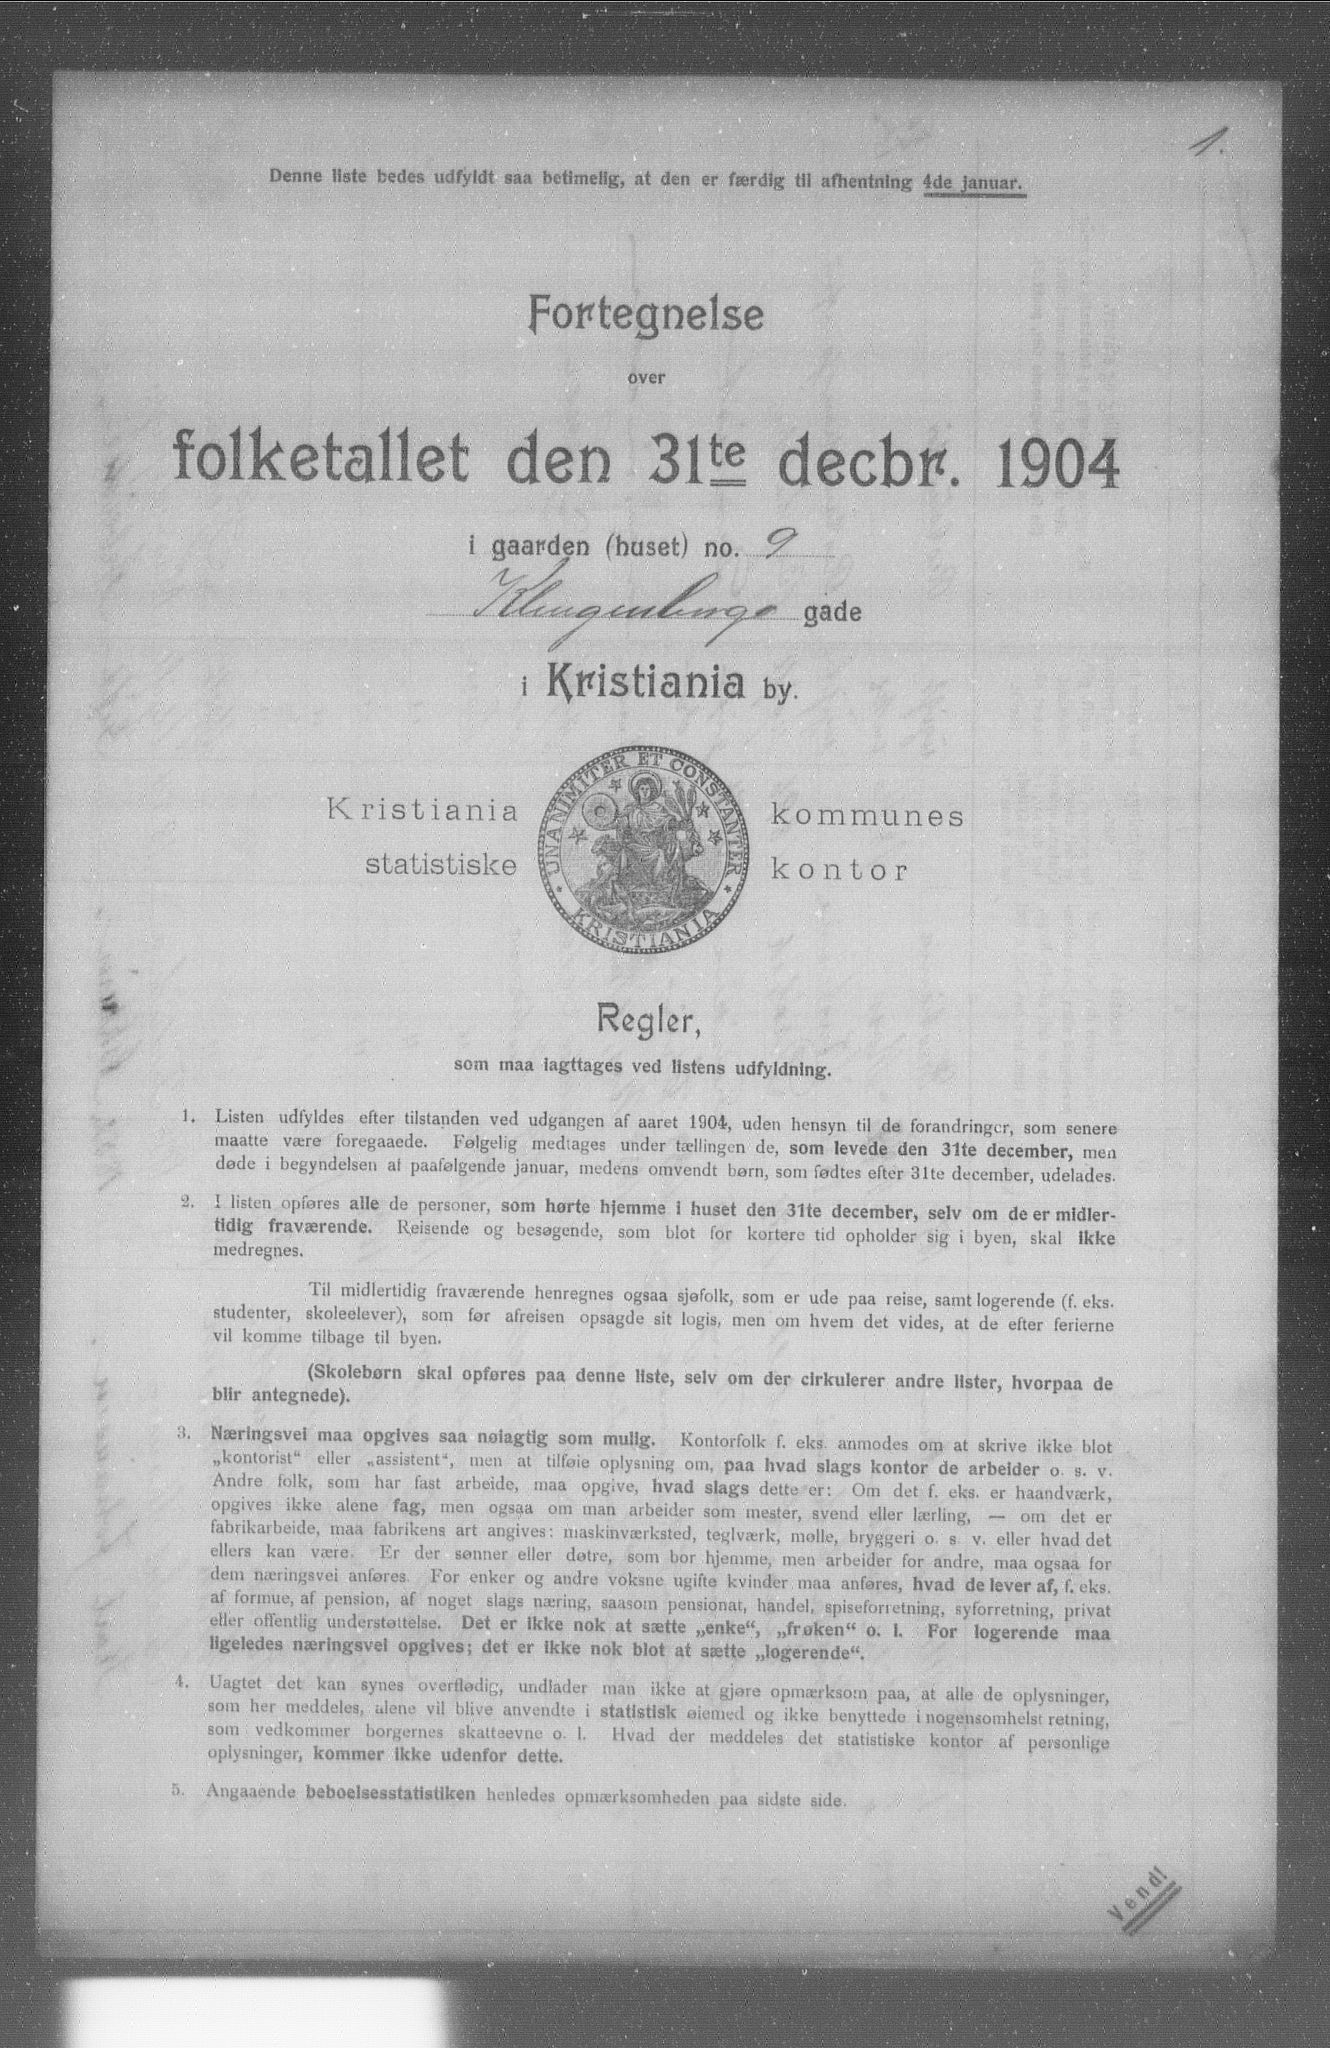 1.
Denne liste bedes udfyldt saa betimelig, at den er færdig til afhentning 4de januar.
Fortegnelse
over
folketallet den 31te decbr. 1904
i gaarden (huset) no. 9
Klingenbergs gade
i Kristiania by.
Kristiania kommunes
statistiske kontor
UNANIMITER ET CONSTANTER
KRISTIANIA
Regler,
som maa iagttages ved listens udfyldning.
1. Listen udfyldes efter tilstanden ved udgangen af aaret 1904, uden hensyn til de forandringer, som senere
maatte være foregaaede. Følgelig medtages under tællingen de, som levede den 31te december, men
døde i begyndelsen af paafølgende januar, medens omvendt børn, som fødtes efter 31te december, udelades.
2. I listen opføres alle de personer, som hørte hjemme i huset den 31te december, selv om de er midler-
tidig fraværende. Reisende og besøgende, som blot for kortere tid opholder sig i byen, skal ikke
medregnes.
Til midlertidig fraværende henregnes ogsaa sjøfolk, som er ude paa reise, samt logerende (f. eks.
studenter, skoleelever), som før afreisen opsagde sit logis, men om hvem det vides, at de efter ferierne
vil komme tilbage til byen.
(Skolebørn skal opføres paa denne liste, selv om der cirkulerer andre lister, hvorpaa de
blir antegnede).
3. Næringsvei maa opgives saa nøiagtig som mulig. Kontorfolk f. eks. anmodes om at skrive ikke blot
„kontorist“ eller „assistent“, men at tilføie oplysning om, paa hvad slags kontor de arbeider o. s. v.
Andre folk, som har fast arbeide, maa opgive, hvad slags dette er: Om det f. eks. er haandværk,
opgives ikke alene fag, men ogsaa om man arbeider som mester, svend eller lærling, — om det er
fabrikarbeide, maa fabrikens art angives: maskinværksted, teglværk, mølle, bryggeri o. s. v. eller hvad det
ellers kan være. Er der sønner eller døtre, som bor hjemme, men arbeider for andre, maa ogsaa for
dem næringsvei anføres. For enker og andre voksne ugifte kvinder maa anføres, hvad de lever af, f. eks.
af formue, af pension, af noget slags næring, saasom pensionat, handel, spiseforretning, syforretning, privat
eller offentlig understøttelse. Det er ikke nok at sætte „enke“, „frøken“ o. l. For logerende maa
ligeledes næringsvei opgives; det er ikke nok blot at sætte „logerende“.
4. Uagtet det kan synes overflødig, undlader man ikke at gjøre opmærksom paa, at alle de oplysninger,
som her meddeles, alene vil blive anvendte i statistisk øiemed og ikke benyttede i nogensomhelst retning,
som vedkommer borgernes skatteevne o. l. Hvad der meddeles det statistiske kontor af personlige
oplysninger, kommer ikke udenfor dette.
5. Angaaende beboelsesstatistiken henledes opmærksomheden paa sidste side.
Vend!